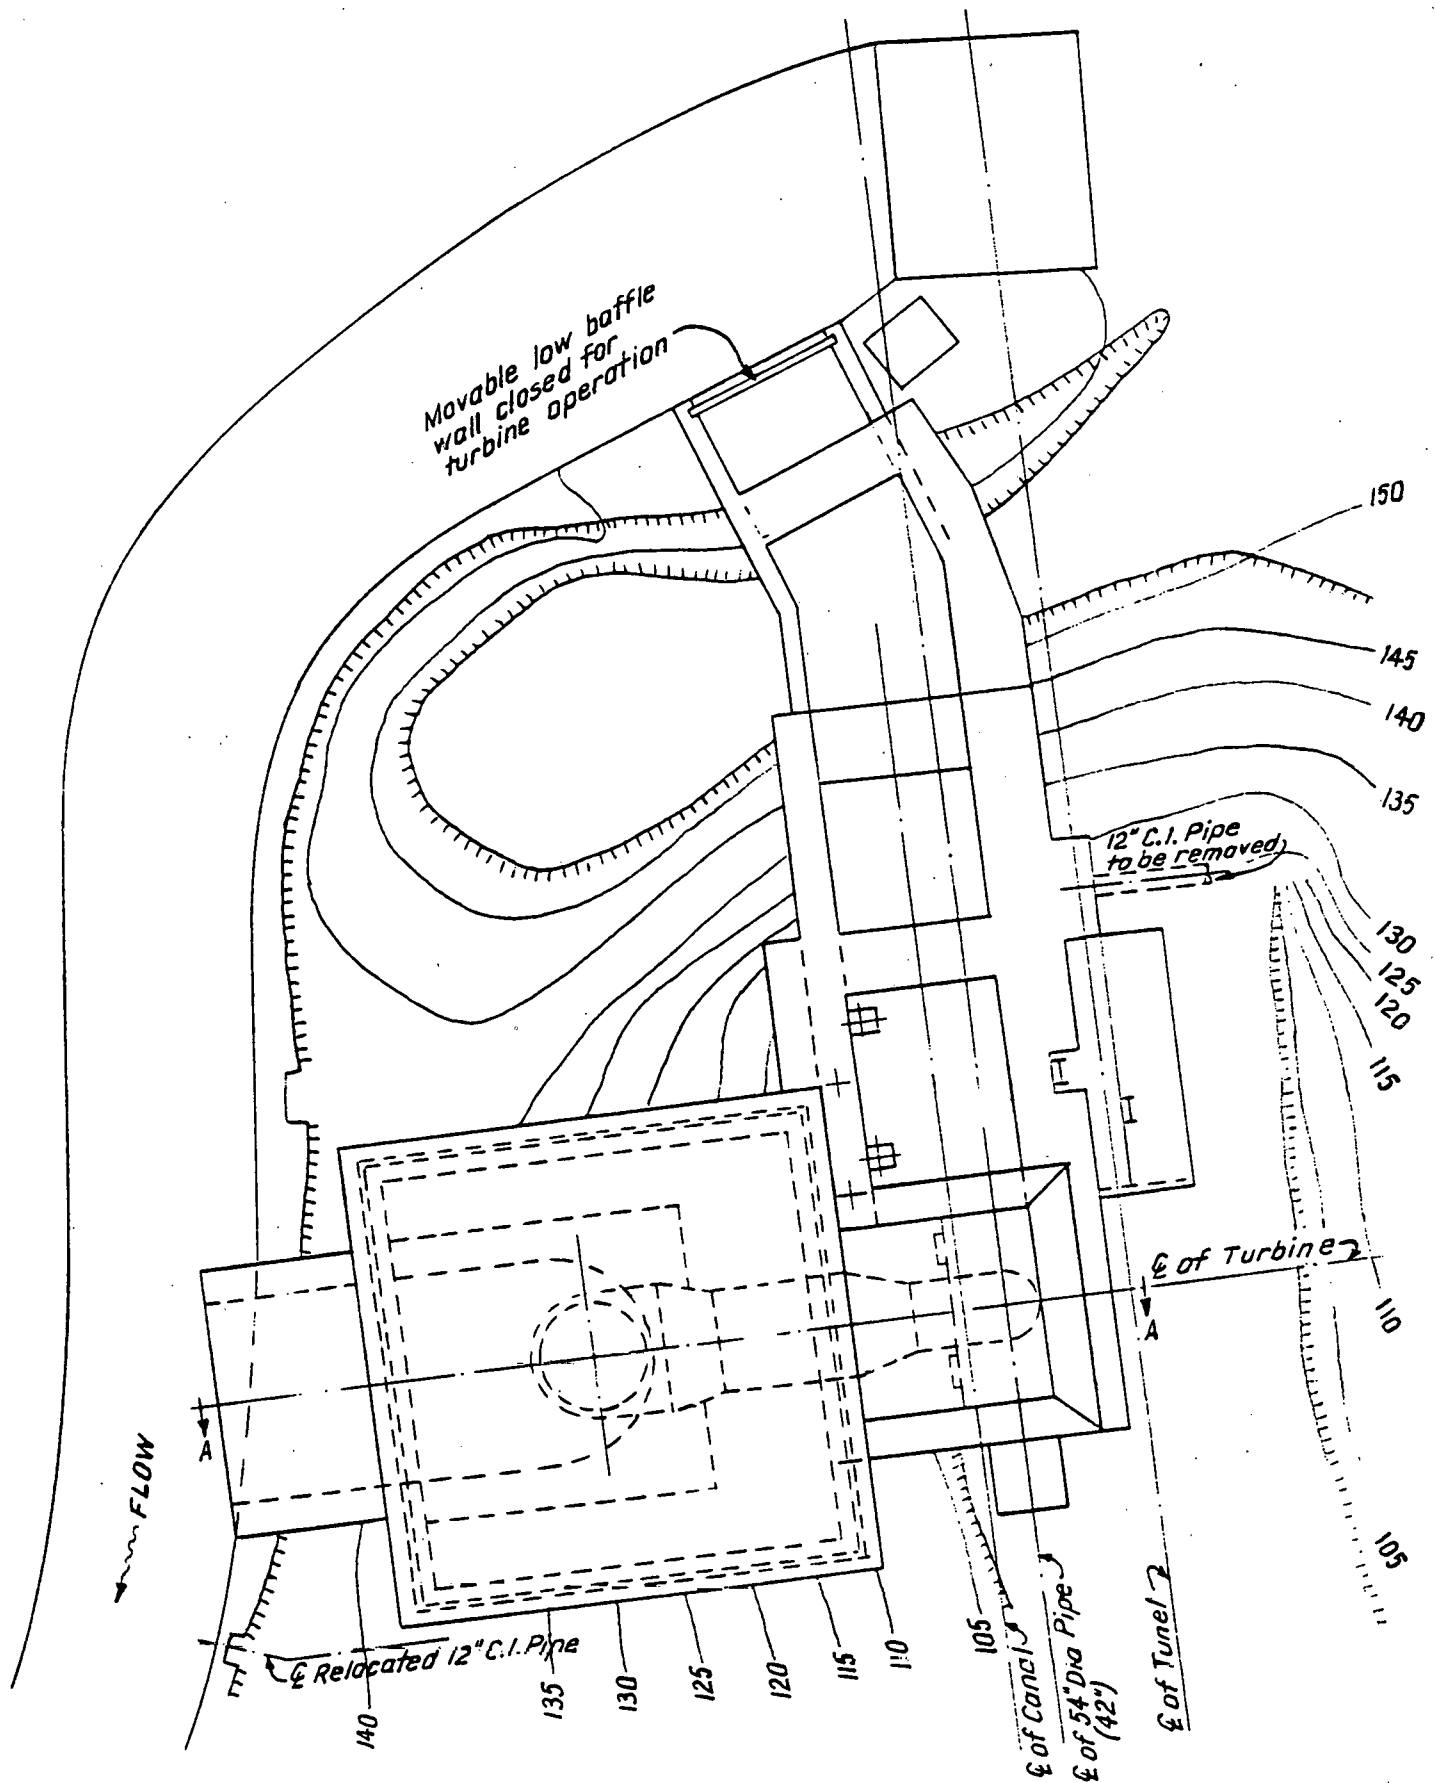 Movable low baffle
wall closed for
turbine operation
150
145
140
135
12" C.I. Pipe
to be removed
130
125
120
115
℄ of Turbine
110
A
A
FLOW
105
℄ Relocated 12" C.I. Pine
140
135
130
125
120
115
110
105
℄ of Canal
℄ of 54" Dia Pipe
(42")
℄ of Tunel